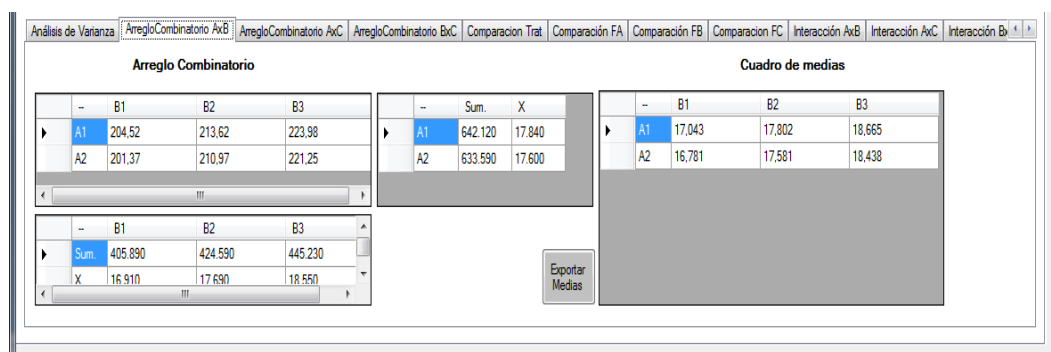 Análisis de Varianza ArregloCombinatorio AxB ArregloCombinatorio AxC ArregloCombinatorio BxC Comparacion Trat Comparación FA Comparación FB Comparacion FC Interacción AxB Interacción AxC Interacción Bx
Arreglo Combinatorio
-- B1 B2 B3
A1 204,52 213,62 223,98
A2 201,37 210,97 221,25
-- B1 B2 B3
Sum. 405.890 424.590 445.230
X 16.910 17.690 18.550
-- Sum. X
A1 642.120 17.840
A2 633.590 17.600
Exportar
Medias
Cuadro de medias
-- B1 B2 B3
A1 17,043 17,802 18,665
A2 16,781 17,581 18,438